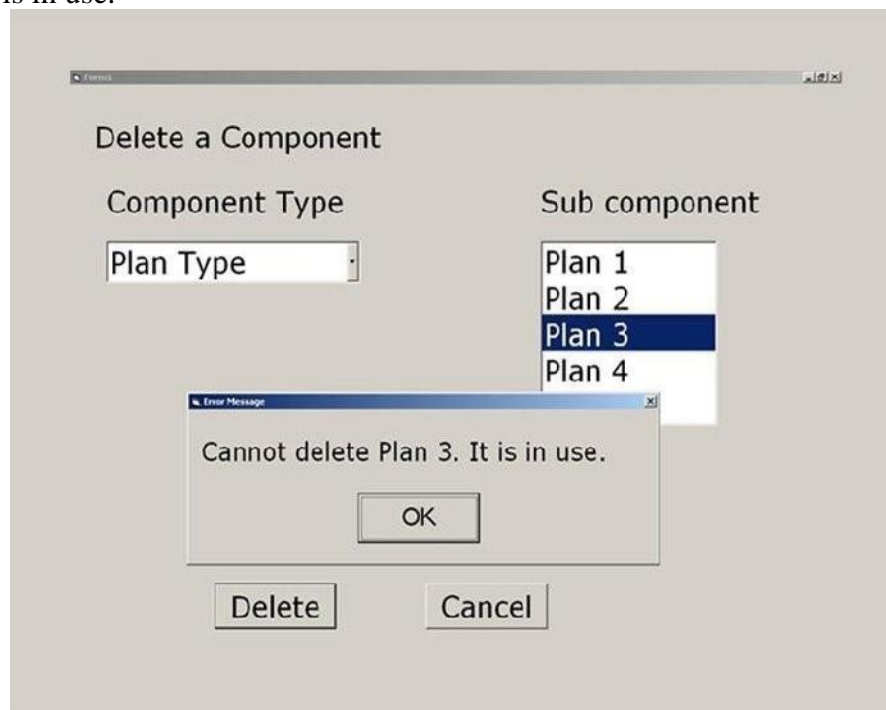 is in use.
Form1
Delete a Component
Component Type
Sub component
Plan Type
Plan 1
Plan 2
Plan 3
Plan 4
Error Message
Cannot delete Plan 3. It is in use.
OK
Delete
Cancel